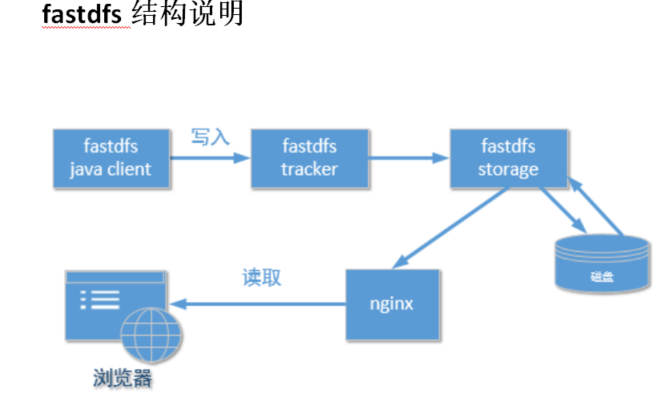 fastdfs 结构说明
fastdfs
java client
写入
fastdfs
tracker
fastdfs
storage
磁盘
读取
nginx
浏览器